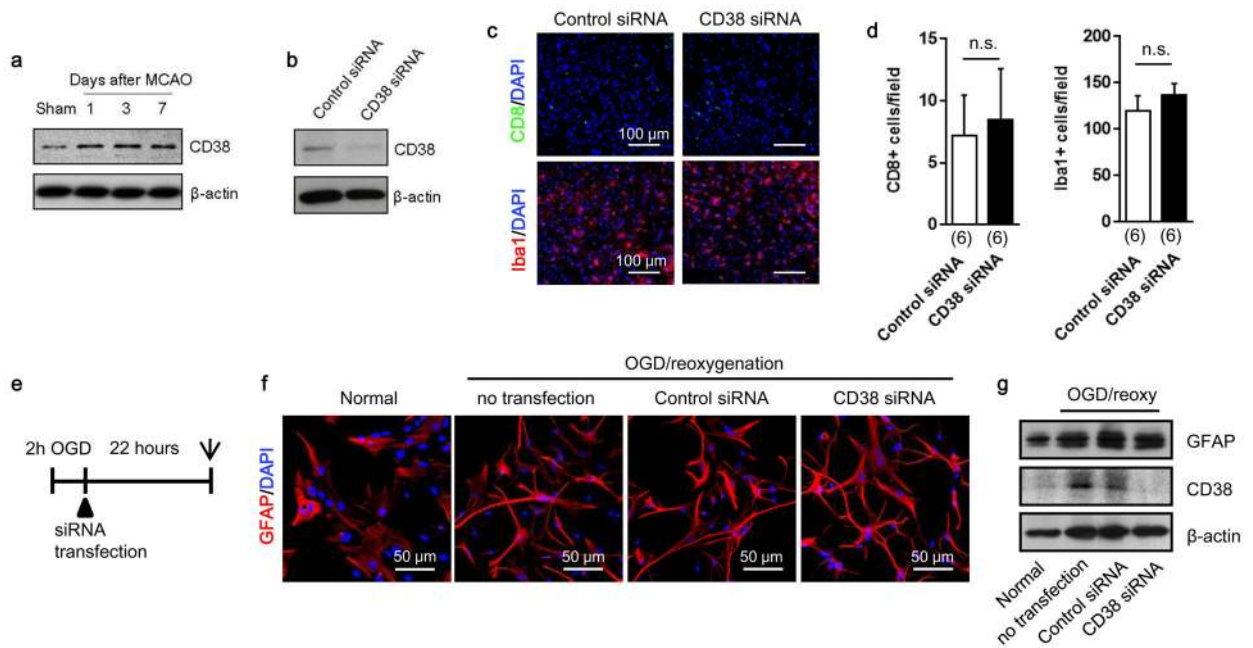 a
Days after MCAO
Sham 1 3 7
CD38
β-actin
b
Control siRNA
CD38 siRNA
CD38
β-actin
c
Control siRNA
CD38 siRNA
CD8/DAPI
100 µm
Iba1/DAPI
100 µm
d
CD8+ cells/field
15
10
5
0
n.s.
(6) (6)
Control siRNA
CD38 siRNA
Iba1+ cells/field
200
150
100
50
0
n.s.
(6) (6)
Control siRNA
CD38 siRNA
e
2h OGD 22 hours
siRNA
transfection
f
OGD/reoxygenation
Normal no transfection Control siRNA CD38 siRNA
GFAP/DAPI
50 µm 50 µm 50 µm 50 µm
g
OGD/reoxy
GFAP
CD38
β-actin
Normal
no transfection
Control siRNA
CD38 siRNA